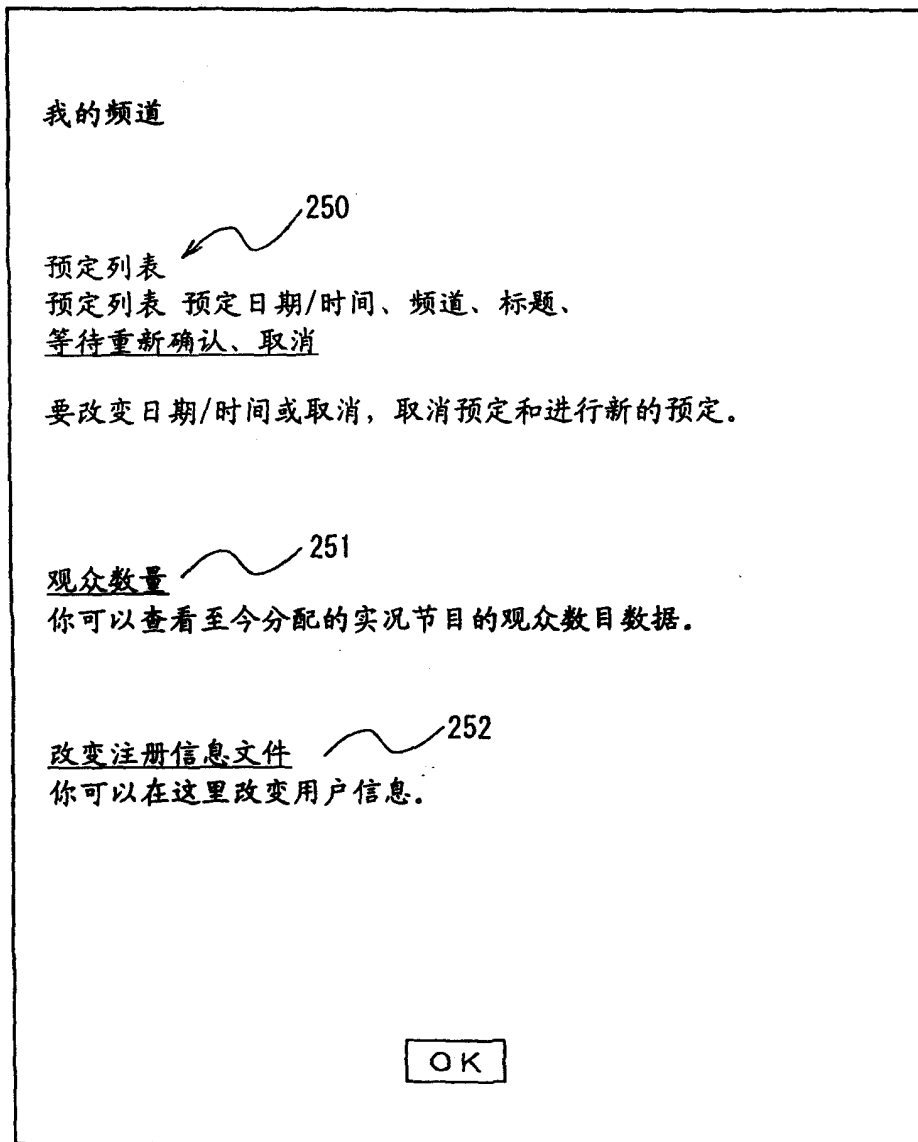 我的频道
250
预定列表
预定列表 预定日期/时间、频道、标题、
等待重新确认、取消
要改变日期/时间或取消，取消预定和进行新的预定。
251
观众数量
你可以查看至今分配的实况节目的观众数目数据。
252
改变注册信息文件
你可以在这里改变用户信息。
OK